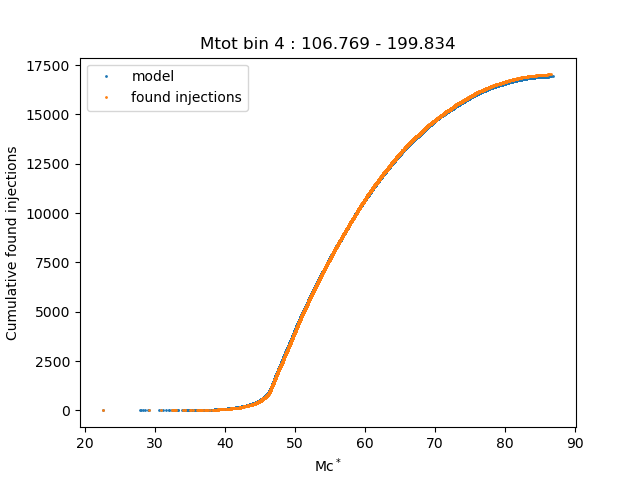 Mtot bin 4 : 106.769 - 199.834
model
found injections
17500
15000
12500
10000
7500
5000
2500
0
Cumulative found injections
20 30 40 50 60 70 80 90
Mc*